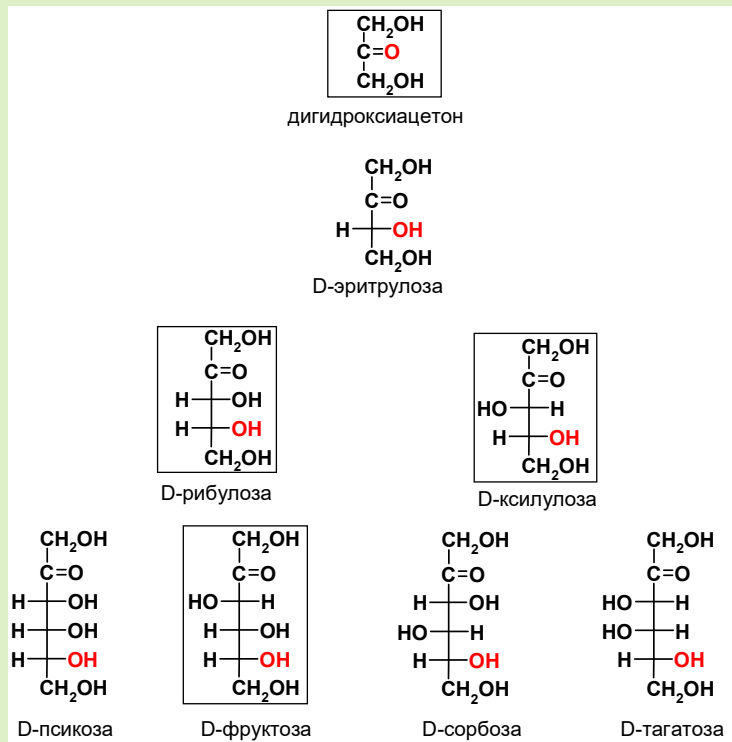 CH₂OH
C=O
CH₂OH
дигидроксиацетон
CH₂OH
C=O
H OH
CH₂OH
D-эритрулоза
CH₂OH
C=O
H OH
H OH
CH₂OH
D-рибулоза
CH₂OH
C=O
HO H
H OH
CH₂OH
D-ксилулоза
CH₂OH
C=O
H OH
H OH
H OH
CH₂OH
D-псикоза
CH₂OH
C=O
HO H
H OH
H OH
CH₂OH
D-фруктоза
CH₂OH
C=O
H OH
HO H
H OH
CH₂OH
D-сорбоза
CH₂OH
C=O
HO H
HO H
H OH
CH₂OH
D-тагатоза